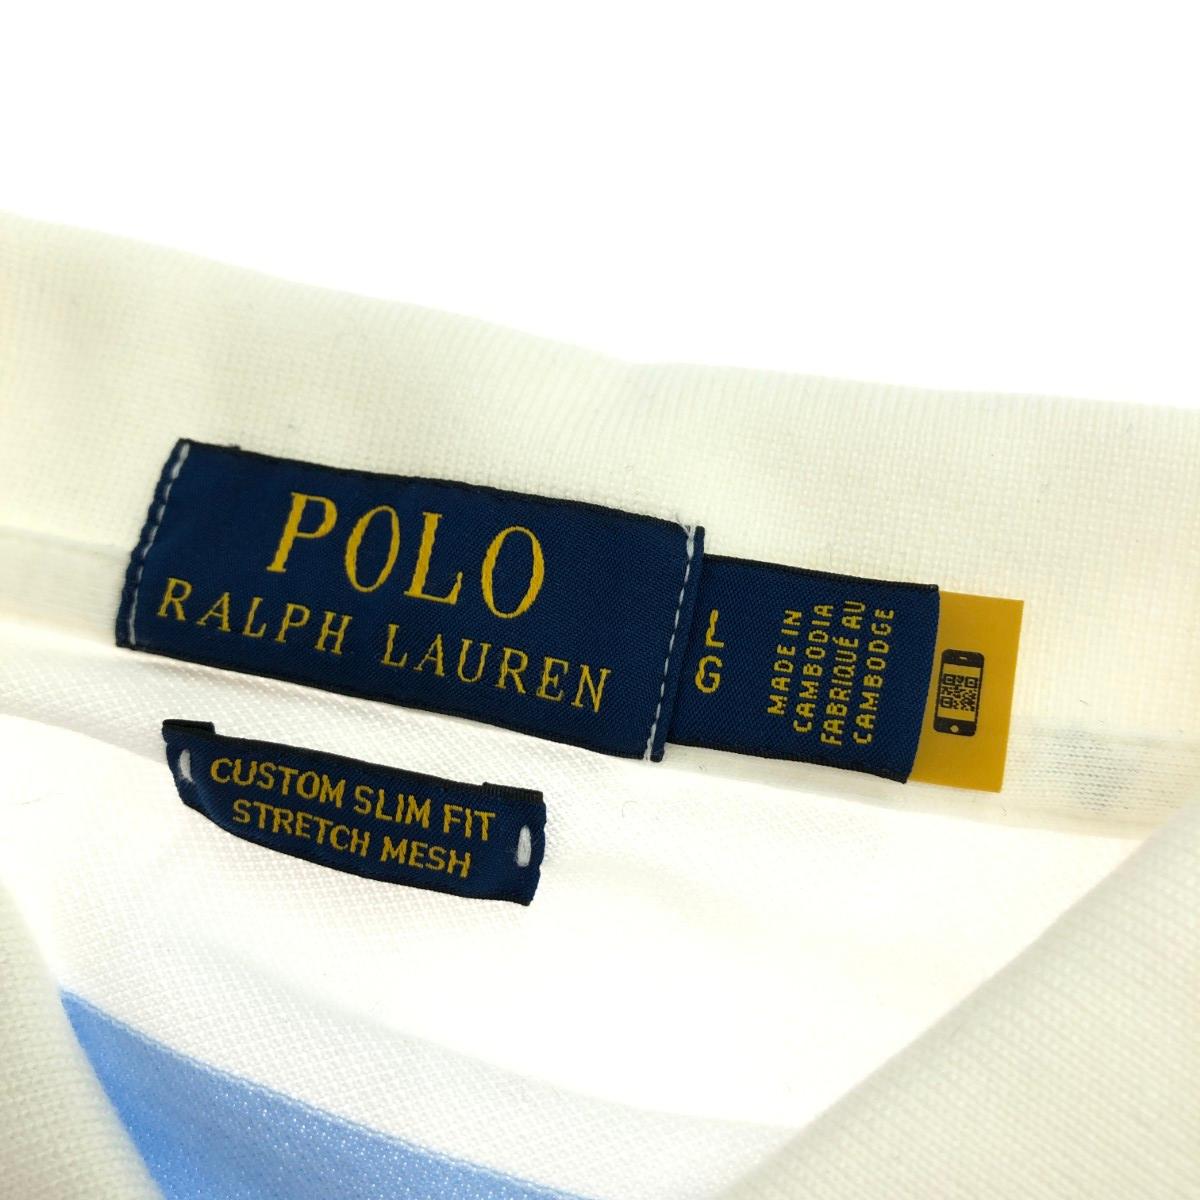 POLO
RALPH LAUREN
L
G
MADE IN
CAMBODIA
FABRIQUÉ AU
CAMBODGE
CUSTOM SLIM FIT
STRETCH MESH